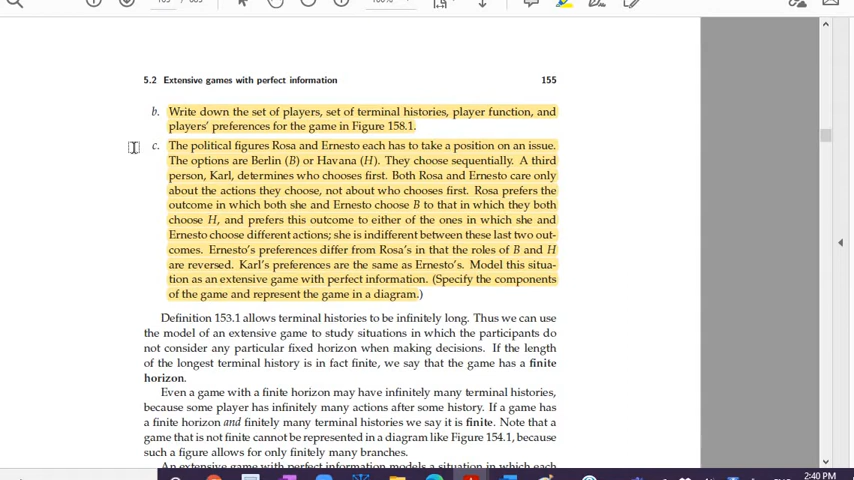 5.2 Extensive games with perfect information 155
b. Write down the set of players, set of terminal histories, player function, and
players' preferences for the game in Figure 158.1.
c. The political figures Rosa and Ernesto each has to take a position on an issue.
The options are Berlin (B) or Havana (H). They choose sequentially. A third
person, Karl, determines who chooses first. Both Rosa and Ernesto care only
about the actions they choose, not about who chooses first. Rosa prefers the
outcome in which both she and Ernesto choose B to that in which they both
choose H, and prefers this outcome to either of the ones in which she and
Ernesto choose different actions; she is indifferent between these last two out-
comes. Ernesto's preferences differ from Rosa's in that the roles of B and H
are reversed. Karl's preferences are the same as Ernesto's. Model this situa-
tion as an extensive game with perfect information. (Specify the components
of the game and represent the game in a diagram.)
Definition 153.1 allows terminal histories to be infinitely long. Thus we can use
the model of an extensive game to study situations in which the participants do
not consider any particular fixed horizon when making decisions. If the length
of the longest terminal history is in fact finite, we say that the game has a finite
horizon.
Even a game with a finite horizon may have infinitely many terminal histories,
because some player has infinitely many actions after some history. If a game has
a finite horizon and finitely many terminal histories we say it is finite. Note that a
game that is not finite cannot be represented in a diagram like Figure 154.1, because
such a figure allows for only finitely many branches.
An extensive game with perfect information models a situation in which each
2:40 PM